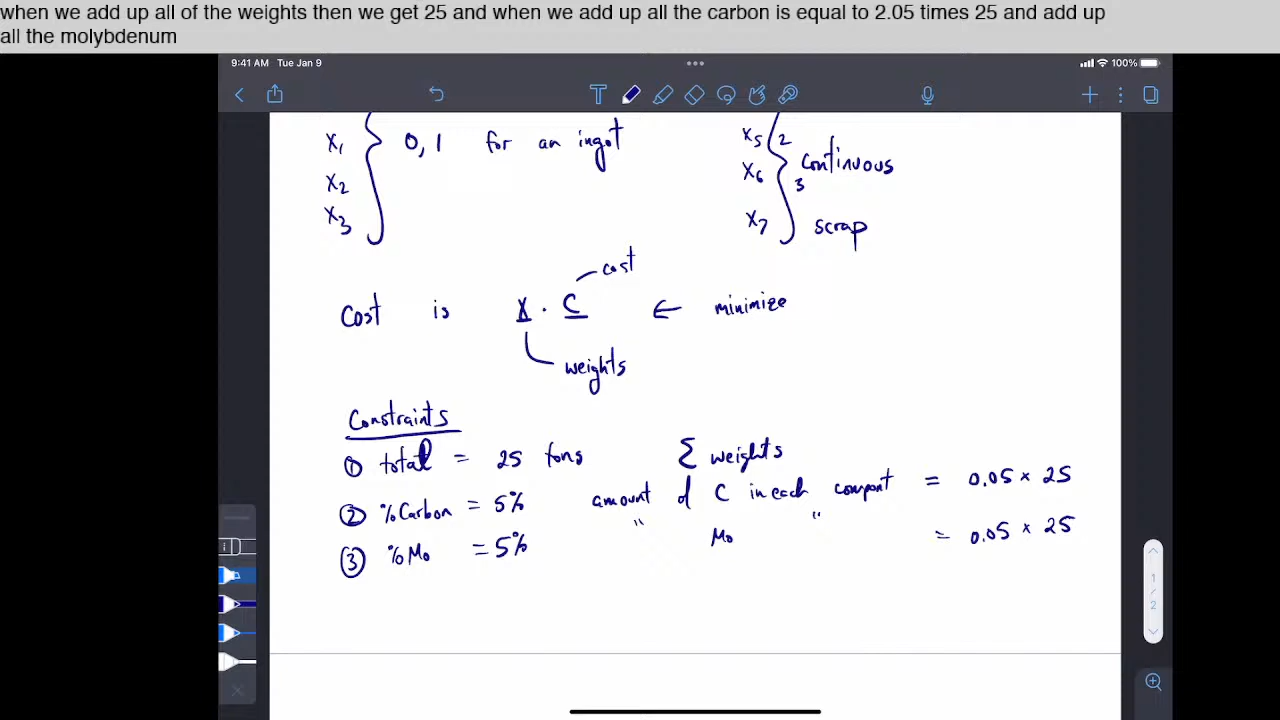 when we add up all of the weights then we get 25 and when we add up all the carbon is equal to 2.05 times 25 and add up
all the molybdenum
9:41 AM Tue Jan 9
100%
x1 0, 1 for an ingot x5 2
x2 x6 3 continuous
x3 x7 scrap
cost
Cost is X · C ← minimize
weights
Constraints
① total = 25 tons Σ weights
② %Carbon = 5% amount of C in each compont = 0.05 × 25
③ %Mo = 5% " Mo " = 0.05 × 25
1
/
2